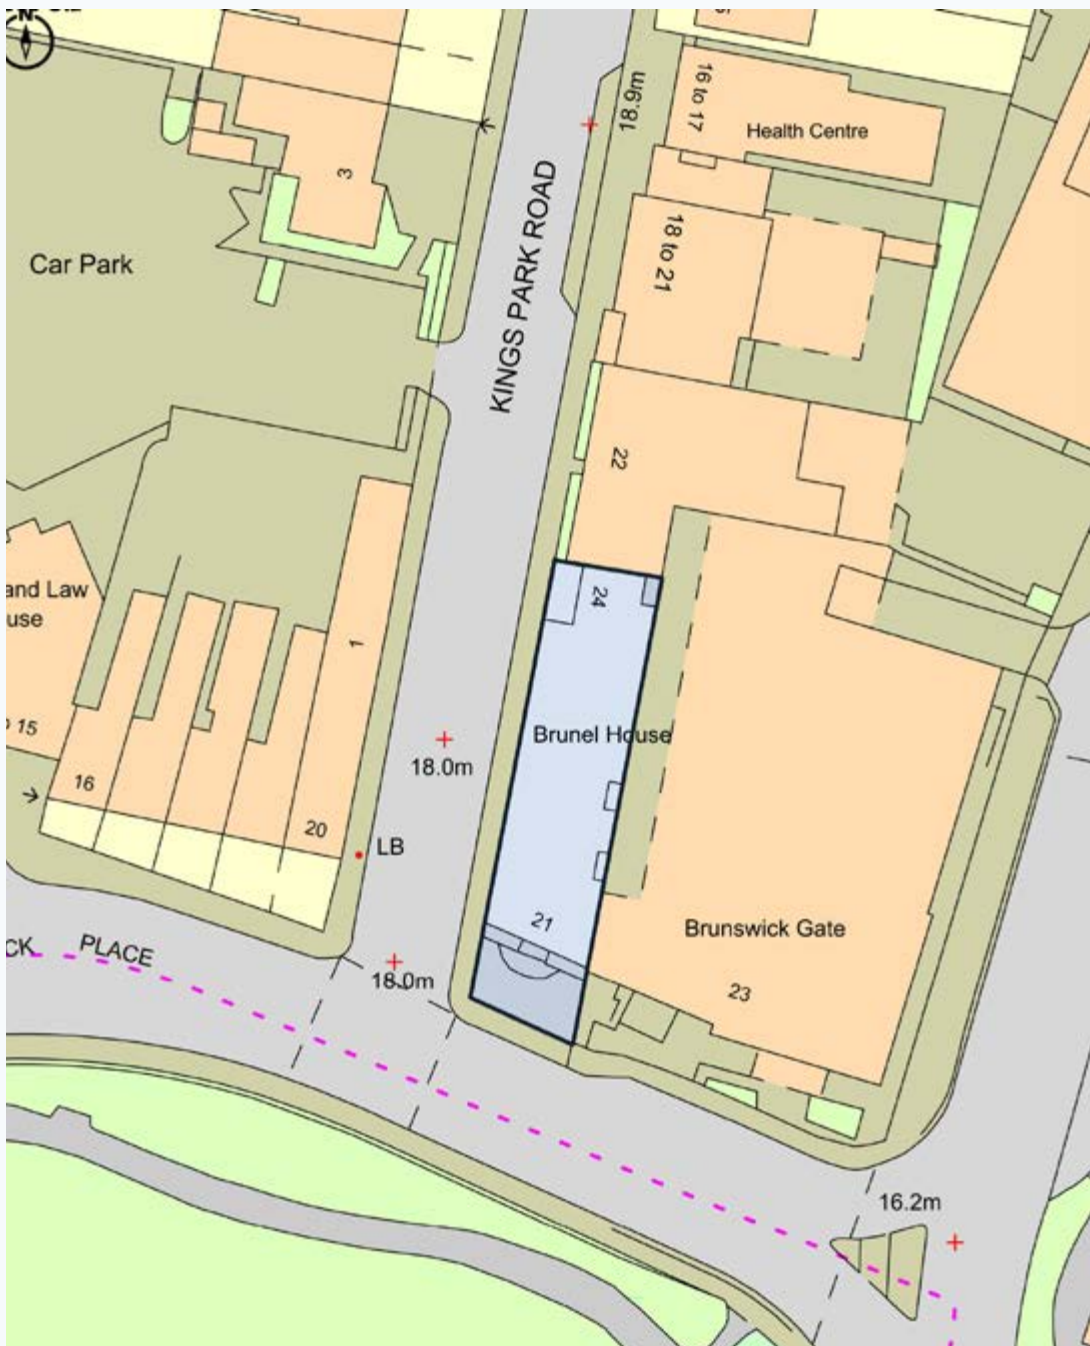 N
18.9m
16 to 17
Health Centre
3
KINGS PARK ROAD
18 to 21
Car Park
22
and Law
use
1
24
15
Brunel House
18.0m
16
20
LB
21
Brunswick Gate
CK PLACE
18.0m
23
16.2m